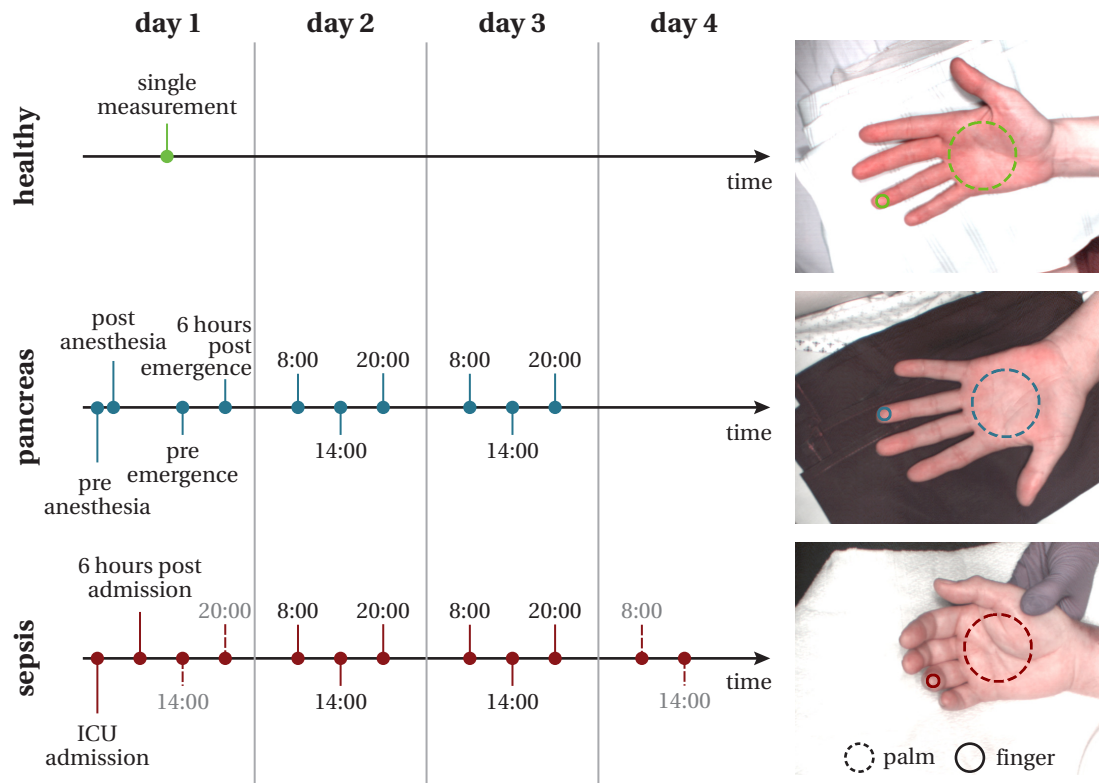 day 1
day 2
day 3
day 4
healthy
single
measurement
time
pancreas
post
anesthesia
6 hours
post
emergence
8:00
20:00
8:00
20:00
time
pre
anesthesia
pre
emergence
14:00
14:00
sepsis
6 hours post
admission
20:00
8:00
20:00
8:00
20:00
8:00
time
ICU
admission
14:00
14:00
14:00
14:00
palm
finger